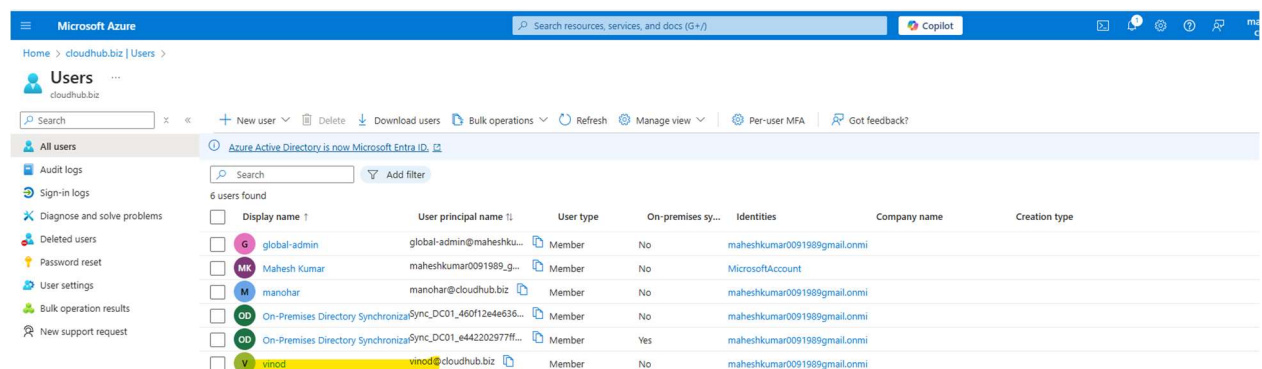 Microsoft Azure
Search resources, services, and docs (G+/)
Copilot
1
Home > cloudhub.biz | Users >
Users ...
cloudhub.biz
Search
New user
Delete
Download users
Bulk operations
Refresh
Manage view
Per-user MFA
Got feedback?
All users
Audit logs
Sign-in logs
Diagnose and solve problems
Deleted users
Password reset
User settings
Bulk operation results
New support request
Azure Active Directory is now Microsoft Entra ID.
Search
Add filter
6 users found
Display name ↑ User principal name ↑↓ User type On-premises sy... Identities Company name Creation type
G global-admin global-admin@maheshku... Member No maheshkumar0091989gmail.onmi
MK Mahesh Kumar maheshkumar0091989_g... Member No MicrosoftAccount
M manohar manohar@cloudhub.biz Member No maheshkumar0091989gmail.onmi
OD On-Premises Directory Synchronizat Sync_DC01_460f12e4e636... Member No maheshkumar0091989gmail.onmi
OD On-Premises Directory Synchronizat Sync_DC01_e442202977ff... Member Yes maheshkumar0091989gmail.onmi
V vinod vinod@cloudhub.biz Member No maheshkumar0091989gmail.onmi